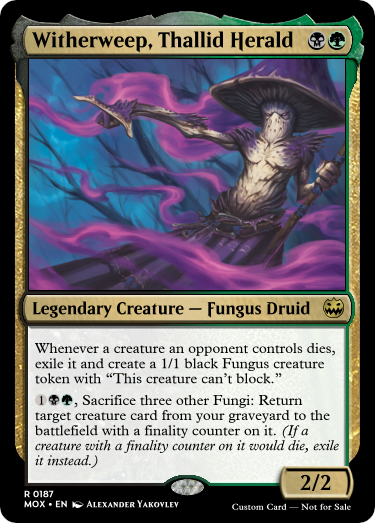 Witherweep, Thallid Herald
Legendary Creature — Fungus Druid
Whenever a creature an opponent controls dies,
exile it and create a 1/1 black Fungus creature
token with “This creature can’t block.”
1, Sacrifice three other Fungi: Return
target creature card from your graveyard to the
battlefield with a finality counter on it. (If a
creature with a finality counter on it would die, exile
it instead.)
2/2
R 0187
MOX • EN Alexander Yakovlev
Custom Card — Not for Sale